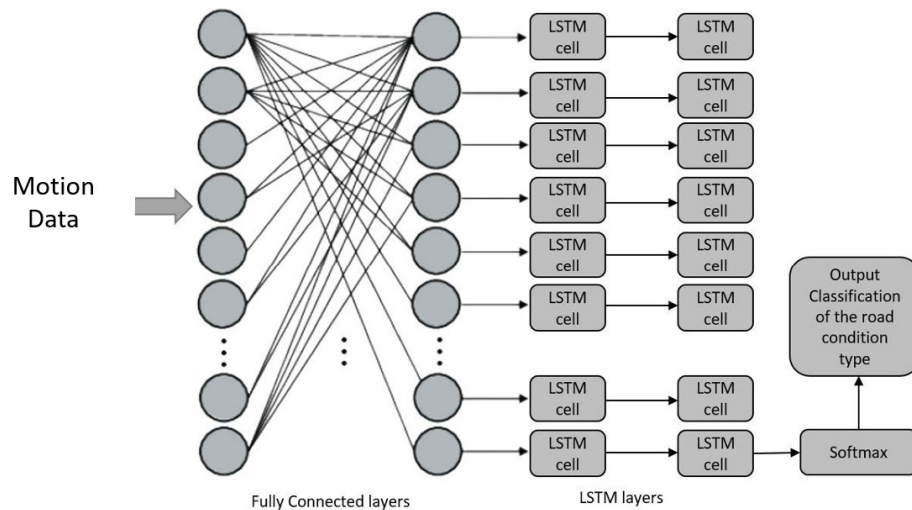 Motion
Data
LSTM
cell
LSTM
cell
LSTM
cell
LSTM
cell
LSTM
cell
LSTM
cell
LSTM
cell
LSTM
cell
LSTM
cell
LSTM
cell
LSTM
cell
LSTM
cell
LSTM
cell
LSTM
cell
LSTM
cell
LSTM
cell
Output
Classification
of the road
condition
type
Softmax
Fully Connected layers
LSTM layers